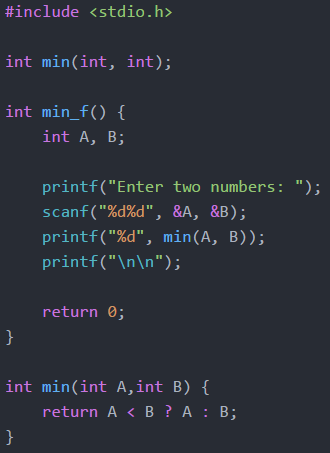 #include <stdio.h>
int min(int, int);
int min_f() {
int A, B;
printf("Enter two numbers: ");
scanf("%d%d", &A, &B);
printf("%d", min(A, B));
printf("\n\n");
return 0;
}
int min(int A,int B) {
return A < B ? A : B;
}